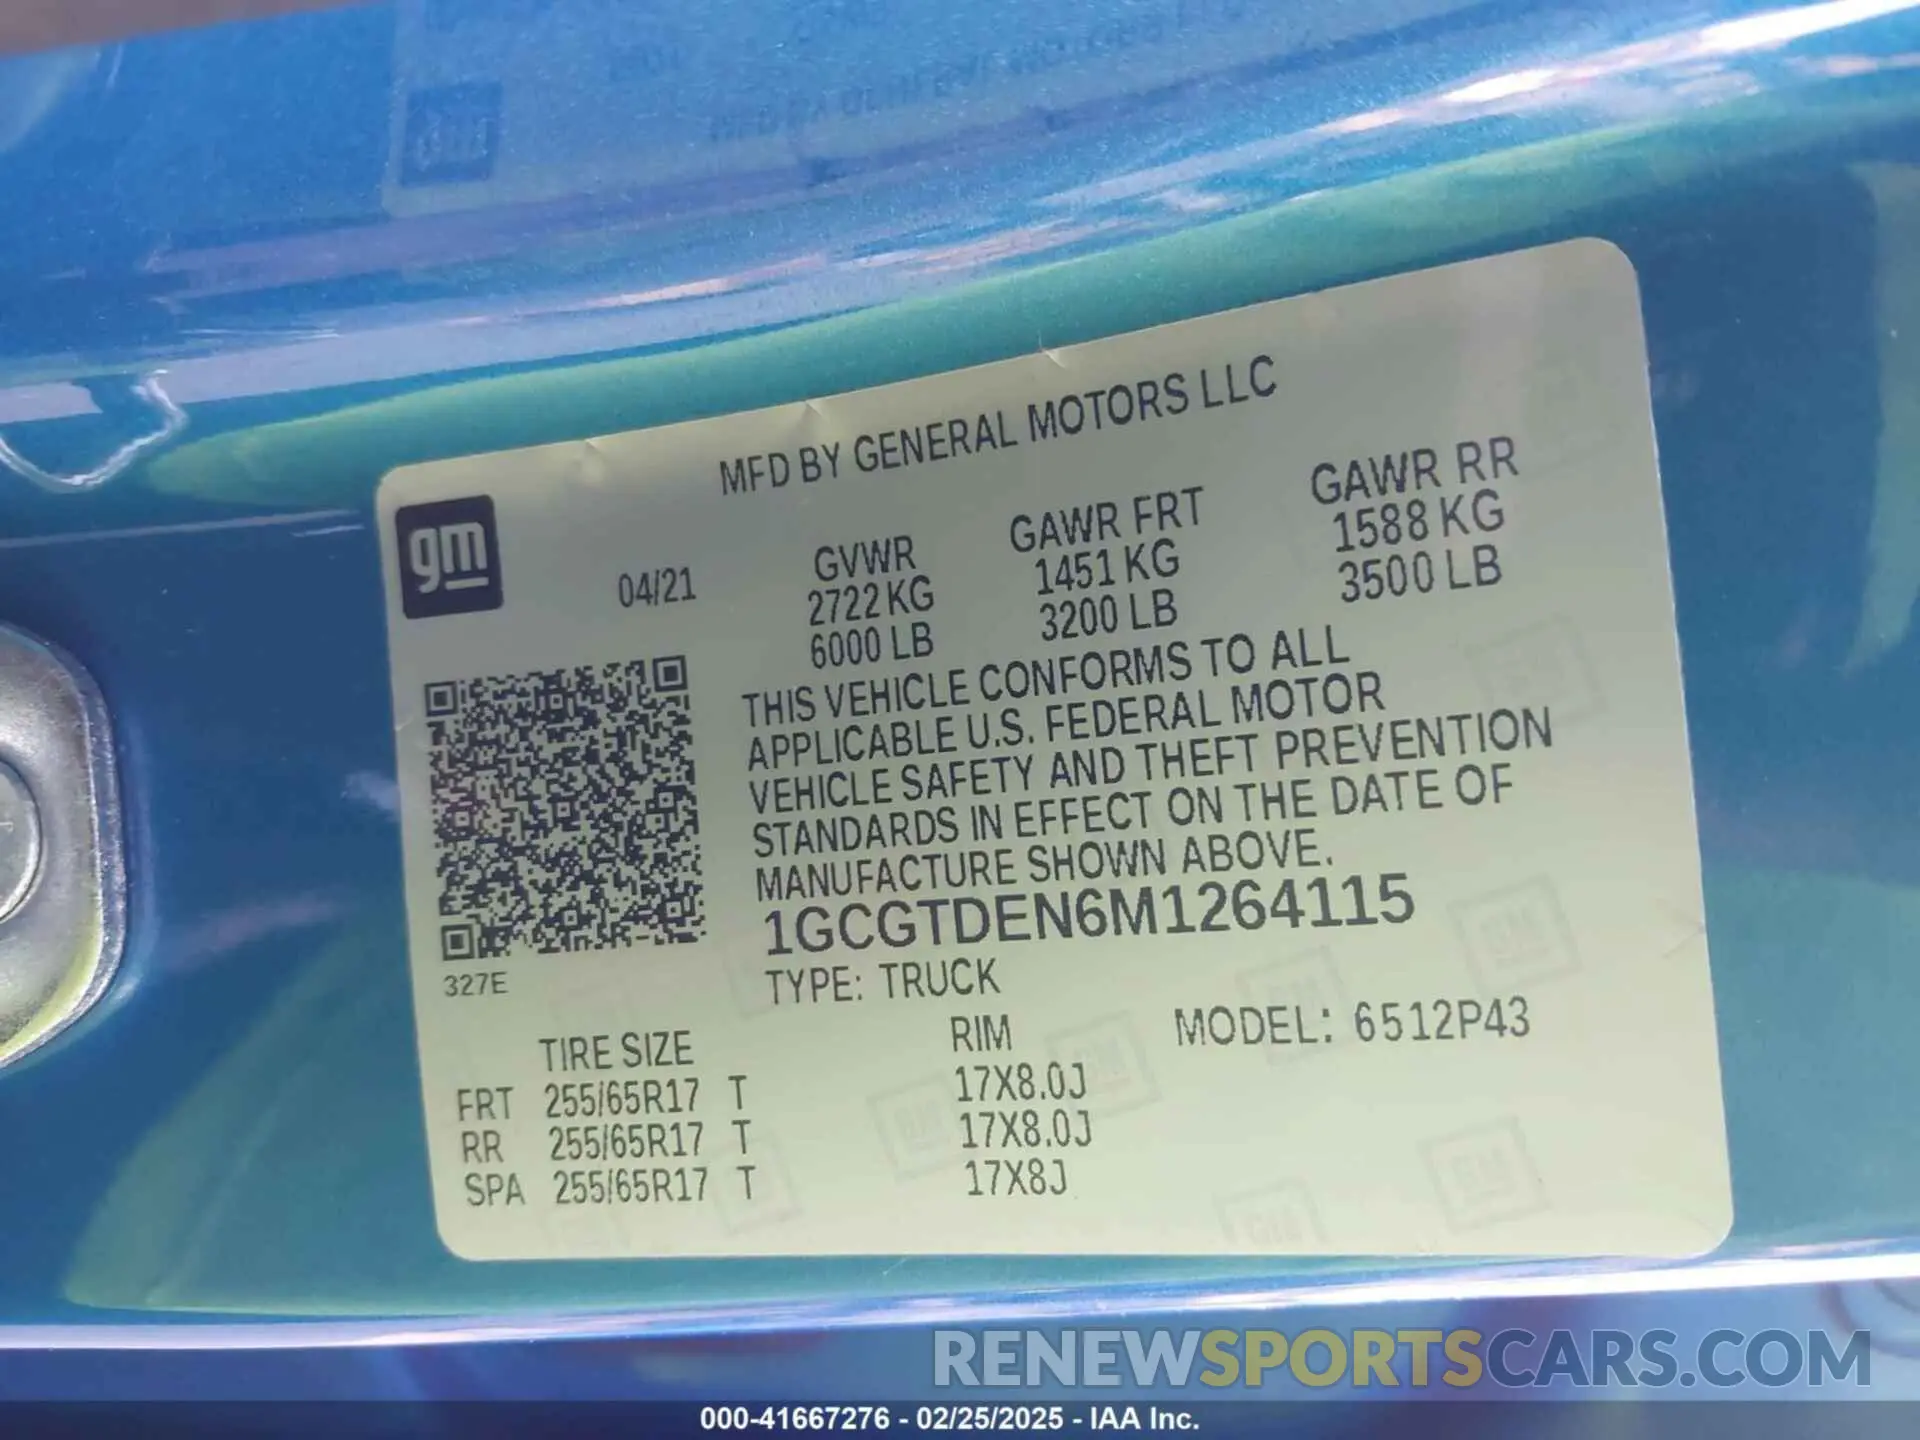 MFD BY GENERAL MOTORS LLC
gm
04/21
GVWR GAWR FRT GAWR RR
2722 KG 1451 KG 1588 KG
6000 LB 3200 LB 3500 LB
THIS VEHICLE CONFORMS TO ALL
APPLICABLE U.S. FEDERAL MOTOR
VEHICLE SAFETY AND THEFT PREVENTION
STANDARDS IN EFFECT ON THE DATE OF
MANUFACTURE SHOWN ABOVE.
1GCGTDEN6M1264115
327E
TYPE: TRUCK
TIRE SIZE RIM MODEL: 6512P43
FRT 255/65R17 T 17X8.0J
RR 255/65R17 T 17X8.0J
SPA 255/65R17 T 17X8J
RENEWSPORTSCARS.COM
000-41667276 - 02/25/2025 - IAA Inc.